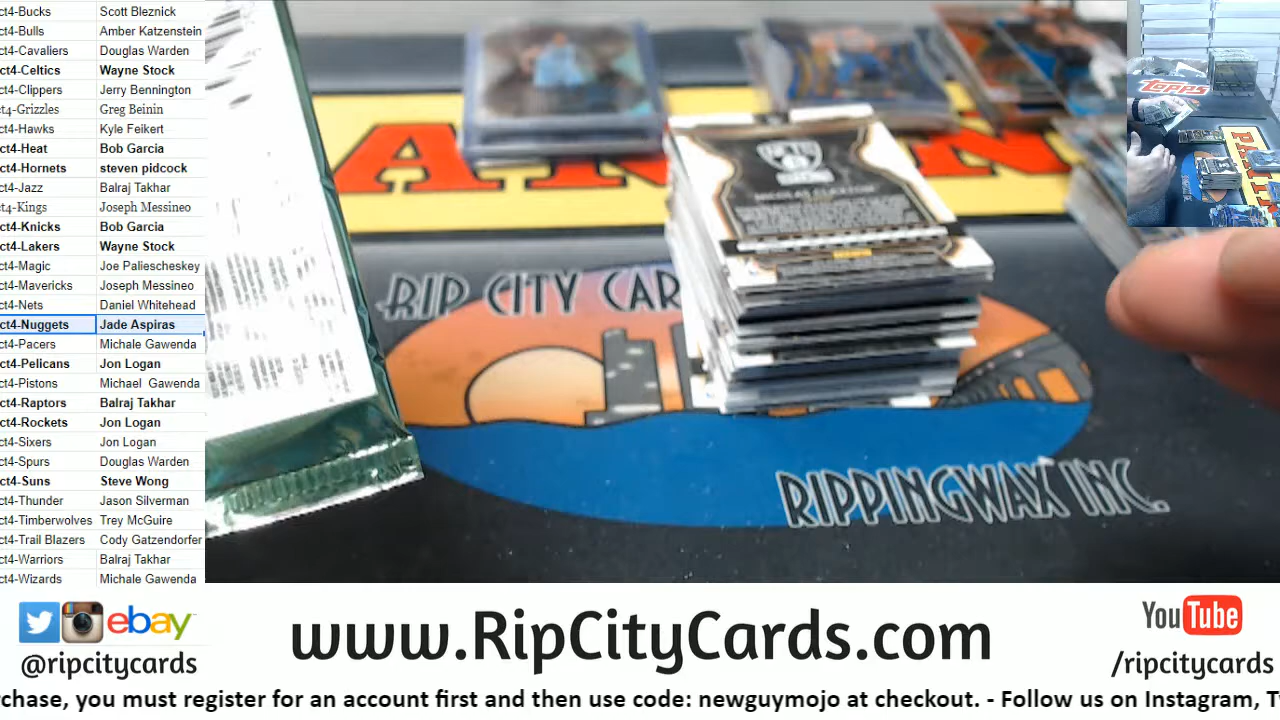 ct4-Bucks Scott Bleznick
ct4-Bulls Amber Katzenstein
ct4-Cavaliers Douglas Warden
ct4-Celtics Wayne Stock
ct4-Clippers Jerry Bennington
ct4-Grizzles Greg Beinin
ct4-Hawks Kyle Feikert
ct4-Heat Bob Garcia
ct4-Hornets steven pidcock
ct4-Jazz Balraj Takhar
ct4-Kings Joseph Messineo
ct4-Knicks Bob Garcia
ct4-Lakers Wayne Stock
ct4-Magic Joe Paliescheskey
ct4-Mavericks Joseph Messineo
ct4-Nets Daniel Whitehead
ct4-Nuggets Jade Aspiras
ct4-Pacers Michale Gawenda
ct4-Pelicans Jon Logan
ct4-Pistons Michael Gawenda
ct4-Raptors Balraj Takhar
ct4-Rockets Jon Logan
ct4-Sixers Jon Logan
ct4-Spurs Douglas Warden
ct4-Suns Steve Wong
ct4-Thunder Jason Silverman
ct4-Timberwolves Trey McGuire
ct4-Trail Blazers Cody Gatzendorfer
ct4-Warriors Balraj Takhar
ct4-Wizards Michale Gawenda
Topps
NICOLAS CLAXTON
RIP CITY CAR
RIPPINGWAX INC.
ebay
@ripcitycards
www.RipCityCards.com
YouTube
/ripcitycards
rchase, you must register for an account first and then use code: newguymojo at checkout. - Follow us on Instagram, T